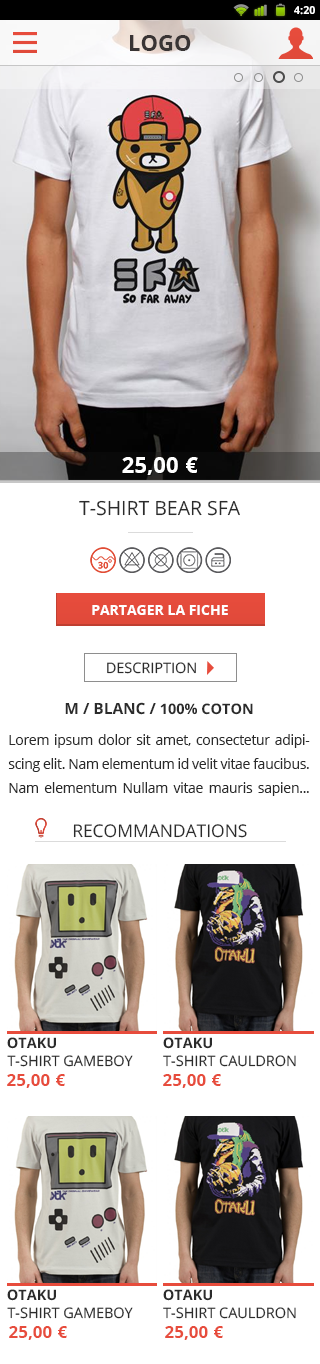 4:20
LOGO
SFA
SO FAR AWAY
25,00 €
T-SHIRT BEAR SFA
30°
PARTAGER LA FICHE
DESCRIPTION
M / BLANC / 100% COTON
Lorem ipsum dolor sit amet, consectetur adipi-
scing elit. Nam elementum id velit vitae faucibus.
Nam elementum Nullam vitae mauris sapien...
RECOMMANDATIONS
OTAKU
OTAKU
T-SHIRT GAMEBOY
25,00 €
OTAKU
T-SHIRT CAULDRON
25,00 €
OTAKU
OTAKU
T-SHIRT GAMEBOY
25,00 €
OTAKU
T-SHIRT CAULDRON
25,00 €